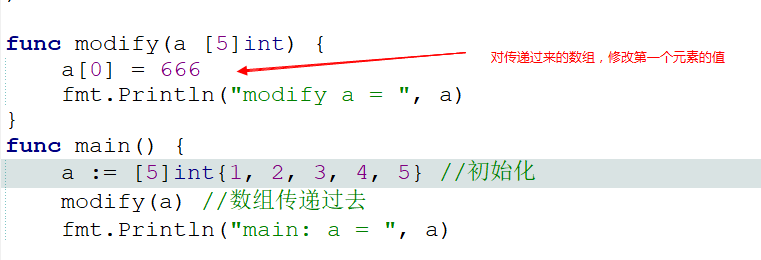 func modify(a [5]int) {
    a[0] = 666
对传递过来的数组，修改第一个元素的值
    fmt.Println("modify a = ", a)
}
func main() {
    a := [5]int{1, 2, 3, 4, 5} //初始化
    modify(a) //数组传递过去
    fmt.Println("main: a = ", a)